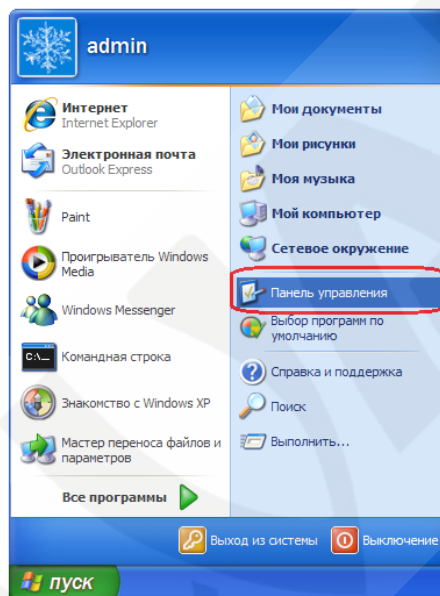 admin
Интернет
Internet Explorer
Электронная почта
Outlook Express
Paint
Проигрыватель Windows
Media
Windows Messenger
C:\_
Командная строка
Знакомство с Windows XP
Мастер переноса файлов и
параметров
Все программы
Мои документы
Мои рисунки
Моя музыка
Мой компьютер
Сетевое окружение
Панель управления
Выбор программ по
умолчанию
Справка и поддержка
Поиск
Выполнить...
Выход из системы
Выключение
пуск